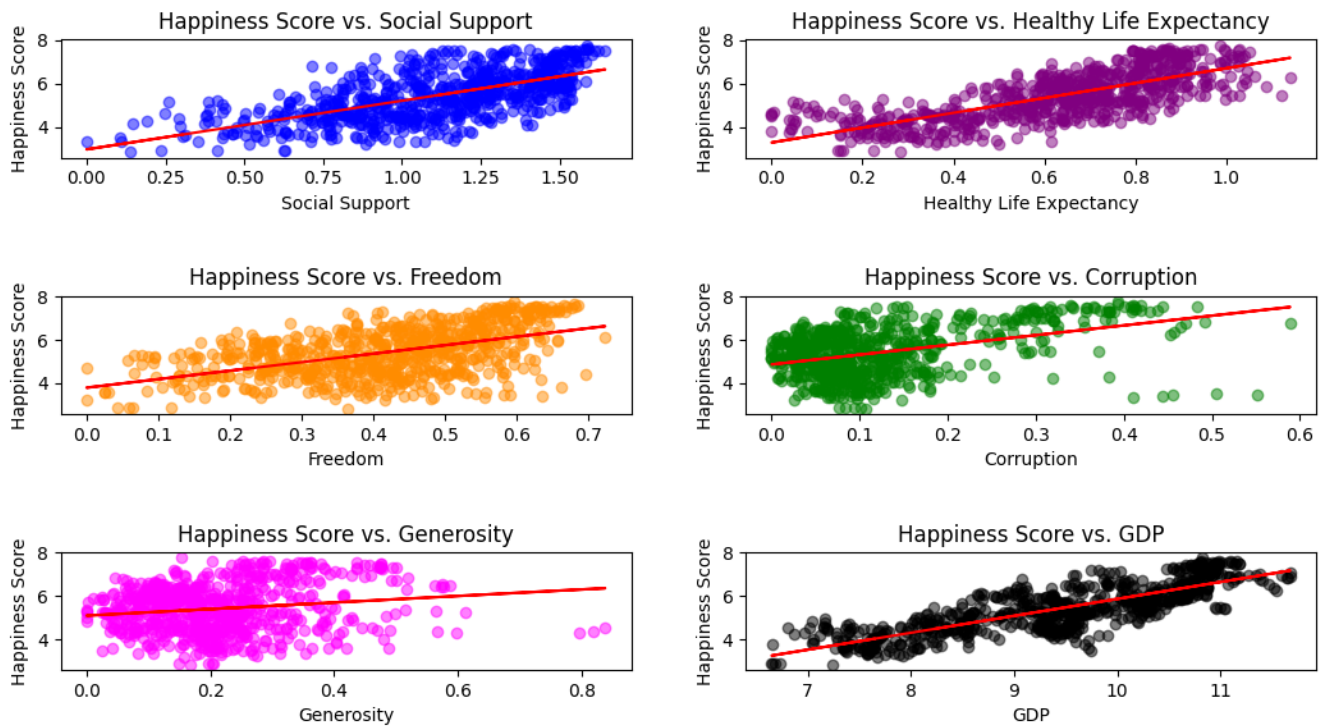 Happiness Score vs. Social Support
Happiness Score
8
6
4
0.00 0.25 0.50 0.75 1.00 1.25 1.50
Social Support
Happiness Score vs. Healthy Life Expectancy
Happiness Score
8
6
4
0.0 0.2 0.4 0.6 0.8 1.0
Healthy Life Expectancy
Happiness Score vs. Freedom
Happiness Score
8
6
4
0.0 0.1 0.2 0.3 0.4 0.5 0.6 0.7
Freedom
Happiness Score vs. Corruption
Happiness Score
8
6
4
0.0 0.1 0.2 0.3 0.4 0.5 0.6
Corruption
Happiness Score vs. Generosity
Happiness Score
8
6
4
0.0 0.2 0.4 0.6 0.8
Generosity
Happiness Score vs. GDP
Happiness Score
8
6
4
7 8 9 10 11
GDP